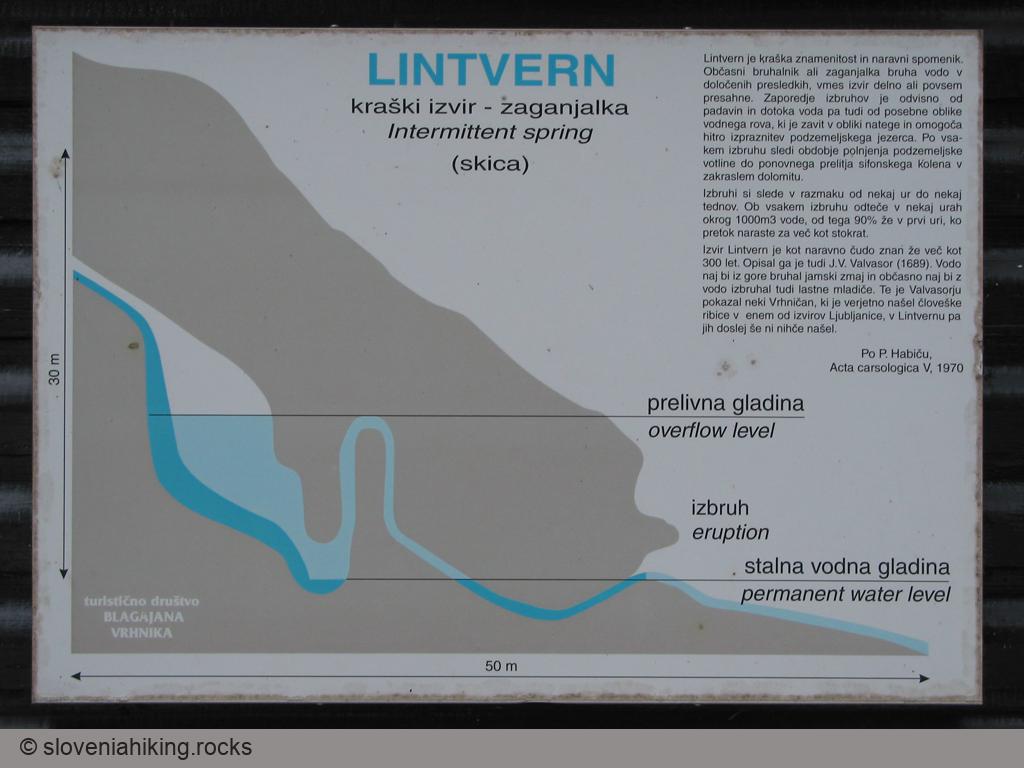 LINTVERN
kraški izvir - zaganjalka
Intermittent spring
(skica)
Lintvern je kraška znamenitost in naravni spomenik.
Občasni bruhalnik ali zaganjalka bruha vodo v
določenih presledkih, vmes izvir delno ali povsem
presahne. Zaporedje izbruhov je odvisno od
padavin in dotoka voda pa tudi od posebne oblike
vodnega rova, ki je zavit v obliki natege in omogoča
hitro izpraznitev podzemeljskega jezerca. Po vsa-
kem izbruhu sledi obdobje polnjenja podzemeljske
votline do ponovnega prelitja sifonskega kolena v
zakraslem dolomitu.
Izbruhi si slede v razmaku od nekaj ur do nekaj
tednov. Ob vsakem izbruhu odteče v nekaj urah
okrog 1000m3 vode, od tega 90% že v prvi uri, ko
pretok naraste za več kot stokrat.
Izvir Lintvern je kot naravno čudo znan že več kot
300 let. Opisal ga je tudi J.V. Valvasor (1689). Vodo
naj bi iz gore bruhal jamski zmaj in občasno naj bi z
vodo izbruhal tudi lastne mladiče. Te je Valvasorju
pokazal neki Vrhničan, ki je verjetno našel človeške
ribice v enem od izvirov Ljubljanice, v Lintvernu pa
jih doslej še ni nihče našel.
Po P. Habiču,
Acta carsologica V, 1970
30 m
prelivna gladina
overflow level
izbruh
eruption
stalna vodna gladina
permanent water level
turistično društvo
BLAGAJANA
VRHNIKA
50 m
© sloveniahiking.rocks